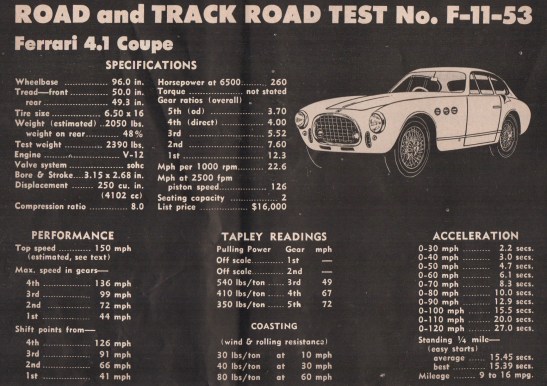 ROAD and TRACK ROAD TEST No. F-11-53
Ferrari 4.1 Coupe
SPECIFICATIONS
Wheelbase .......... 96.0 in.
Tread—front .......... 50.0 in.
rear .......... 49.3 in.
Tire size .......... 6.50 x 16
Weight (estimated) ..2050 lbs.
weight on rear .......... 48%
Test weight .......... 2390 lbs.
Engine .......... V-12
Valve system .......... sohc
Bore & Stroke....3.15 x 2.68 in.
Displacement .......... 250 cu. in.
(4102 cc)
Compression ratio .......... 8.0
Horsepower at 6500.......... 260
Torque .......... not stated
Gear ratios (overall)
5th (od) .......... 3.70
4th (direct) .......... 4.00
3rd .......... 5.52
2nd .......... 7.60
1st .......... 12.3
Mph per 1000 rpm .......... 22.6
Mph at 2500 fpm
piston speed .......... 126
Seating capacity .......... 2
List price .......... $16,000
PERFORMANCE
Top speed .......... 150 mph
(estimated, see text)
Max. speed in gears—
4th .......... 136 mph
3rd .......... 99 mph
2nd .......... 72 mph
1st .......... 44 mph
Shift points from—
4th .......... 126 mph
3rd .......... 91 mph
2nd .......... 66 mph
1st .......... 41 mph
TAPLEY READINGS
Pulling Power Gear mph
Off scale .......... 1st —
Off scale .......... 2nd —
540 lbs/ton .......... 3rd 49
410 lbs/ton .......... 4th 67
350 lbs/ton .......... 5th 72
COASTING
(wind & rolling resistance)
30 lbs/ton at 10 mph
40 lbs/ton at 30 mph
80 lbs/ton at 60 mph
ACCELERATION
0-30 mph .......... 2.2 secs.
0-40 mph .......... 3.0 secs.
0-50 mph .......... 4.7 secs.
0-60 mph .......... 6.1 secs.
0-70 mph .......... 8.3 secs.
0-80 mph .......... 10.0 secs.
0-90 mph .......... 12.9 secs.
0-100 mph .......... 15.5 secs.
0-110 mph .......... 20.0 secs.
0-120 mph .......... 27.0 secs.
Standing ¼ mile—
(easy starts)
average .......... 15.45 secs.
best .......... 15.39 secs.
Mileage .......... 9 to 16 mpg.